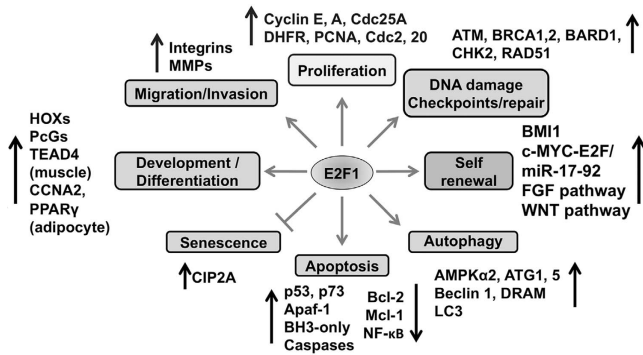 Cyclin E, A, Cdc25A
DHFR, PCNA, Cdc2, 20
Proliferation
Integrins
MMPs
Migration/Invasion
ATM, BRCA1,2, BARD1,
CHK2, RAD51
DNA damage
Checkpoints/repair
HOXs
PcGs
TEAD4
(muscle)
CCNA2,
PPARγ
(adipocyte)
Development /
Differentiation
E2F1
Self
renewal
BMI1
c-MYC-E2F/
miR-17-92
FGF pathway
WNT pathway
Senescence
CIP2A
Apoptosis
p53, p73
Apaf-1
BH3-only
Caspases
Bcl-2
Mcl-1
NF-κB
Autophagy
AMPKα2, ATG1, 5
Beclin 1, DRAM
LC3